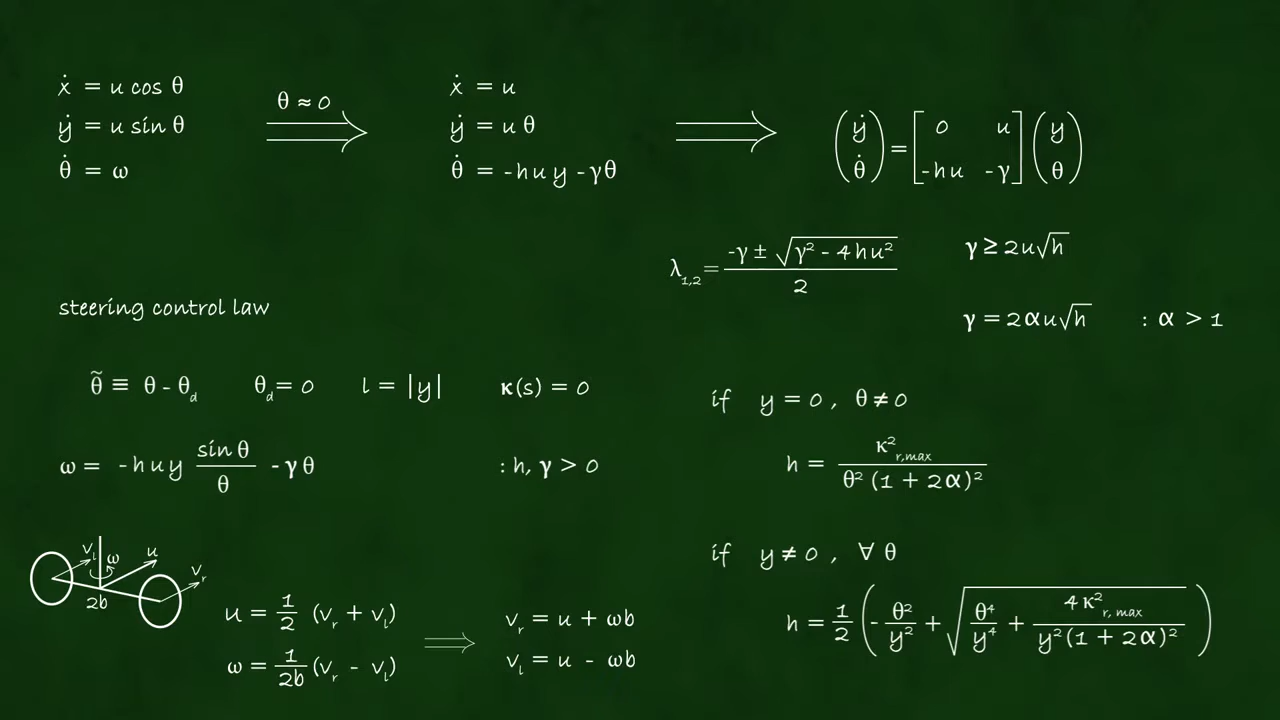 ẋ = u cos θ
ẏ = u sin θ
θ̇ = ω
θ ≈ 0
⟹
ẋ = u
ẏ = u θ
θ̇ = -h u y - γθ
⟹
(ẏ θ̇) = [0 u -hu -γ] (y θ)
λ₁,₂ = (-γ ± √(γ² - 4hu²)) / 2
γ ≥ 2u√h
γ = 2αu√h : α > 1
steering control law
θ̃ ≡ θ - θ_d θ_d = 0 l = |y| κ(s) = 0
ω = -h u y (sin θ / θ) - γ θ : h, γ > 0
if y = 0 , θ ≠ 0
h = κ²_r,max / (θ² (1 + 2α)²)
if y ≠ 0 , ∀ θ
h = 1/2 (- θ²/y² + √(θ⁴/y⁴ + 4κ²_r,max / (y²(1 + 2α)²)))
v_l ω u v_r
2b
u = 1/2 (v_r + v_l)
ω = 1/2b (v_r - v_l)
⟹
v_r = u + ωb
v_l = u - ωb